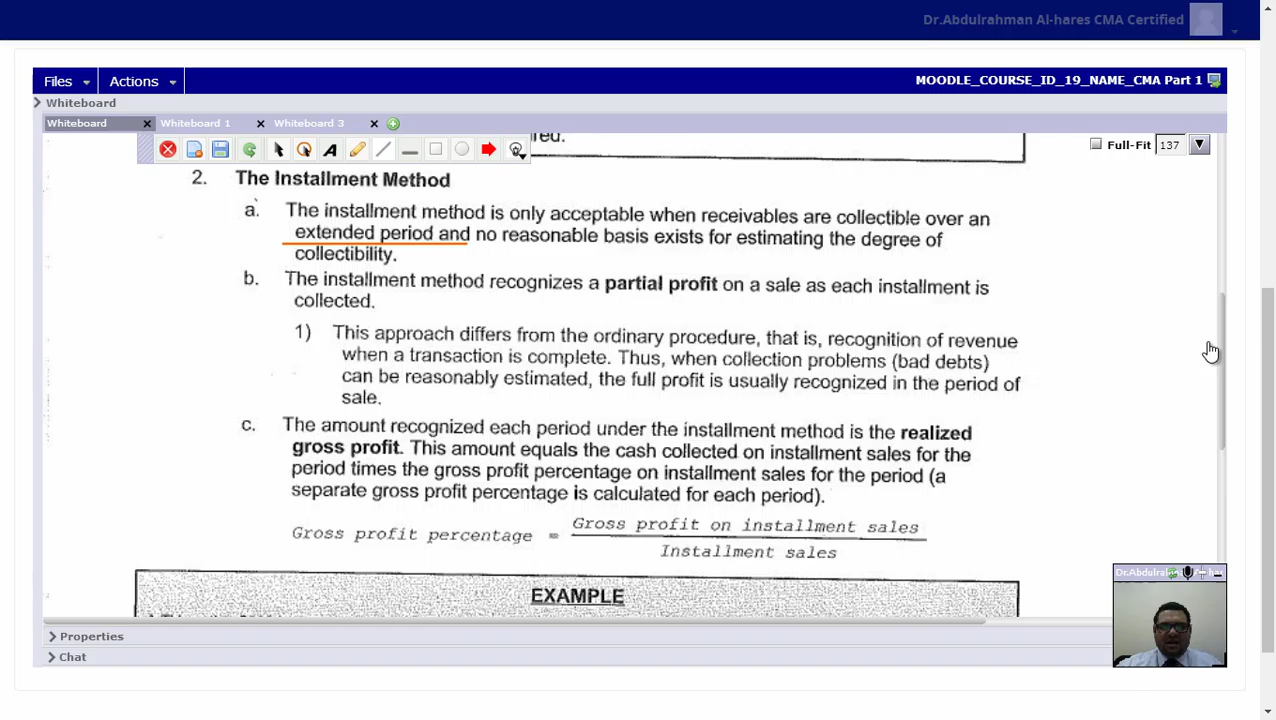 Dr.Abdulrahman Al-hares CMA Certified
Files Actions MOODLE_COURSE_ID_19_NAME_CMA Part 1
Whiteboard
Whiteboard Whiteboard 1 Whiteboard 3
A Full-Fit 137
red.
2. The Installment Method
a. The installment method is only acceptable when receivables are collectible over an
extended period and no reasonable basis exists for estimating the degree of
collectibility.
b. The installment method recognizes a partial profit on a sale as each installment is
collected.
1) This approach differs from the ordinary procedure, that is, recognition of revenue
when a transaction is complete. Thus, when collection problems (bad debts)
can be reasonably estimated, the full profit is usually recognized in the period of
sale.
c. The amount recognized each period under the installment method is the realized
gross profit. This amount equals the cash collected on installment sales for the
period times the gross profit percentage on installment sales for the period (a
separate gross profit percentage is calculated for each period).
Gross profit on installment sales
Gross profit percentage =
Installment sales
EXAMPLE
Properties
Chat